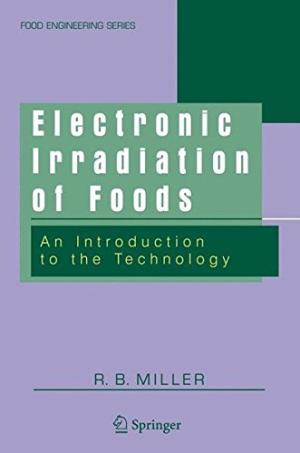 FOOD ENGINEERING SERIES
Electronic
Irradiation
of Foods
An Introduction
to the Technology
R. B. MILLER
Springer